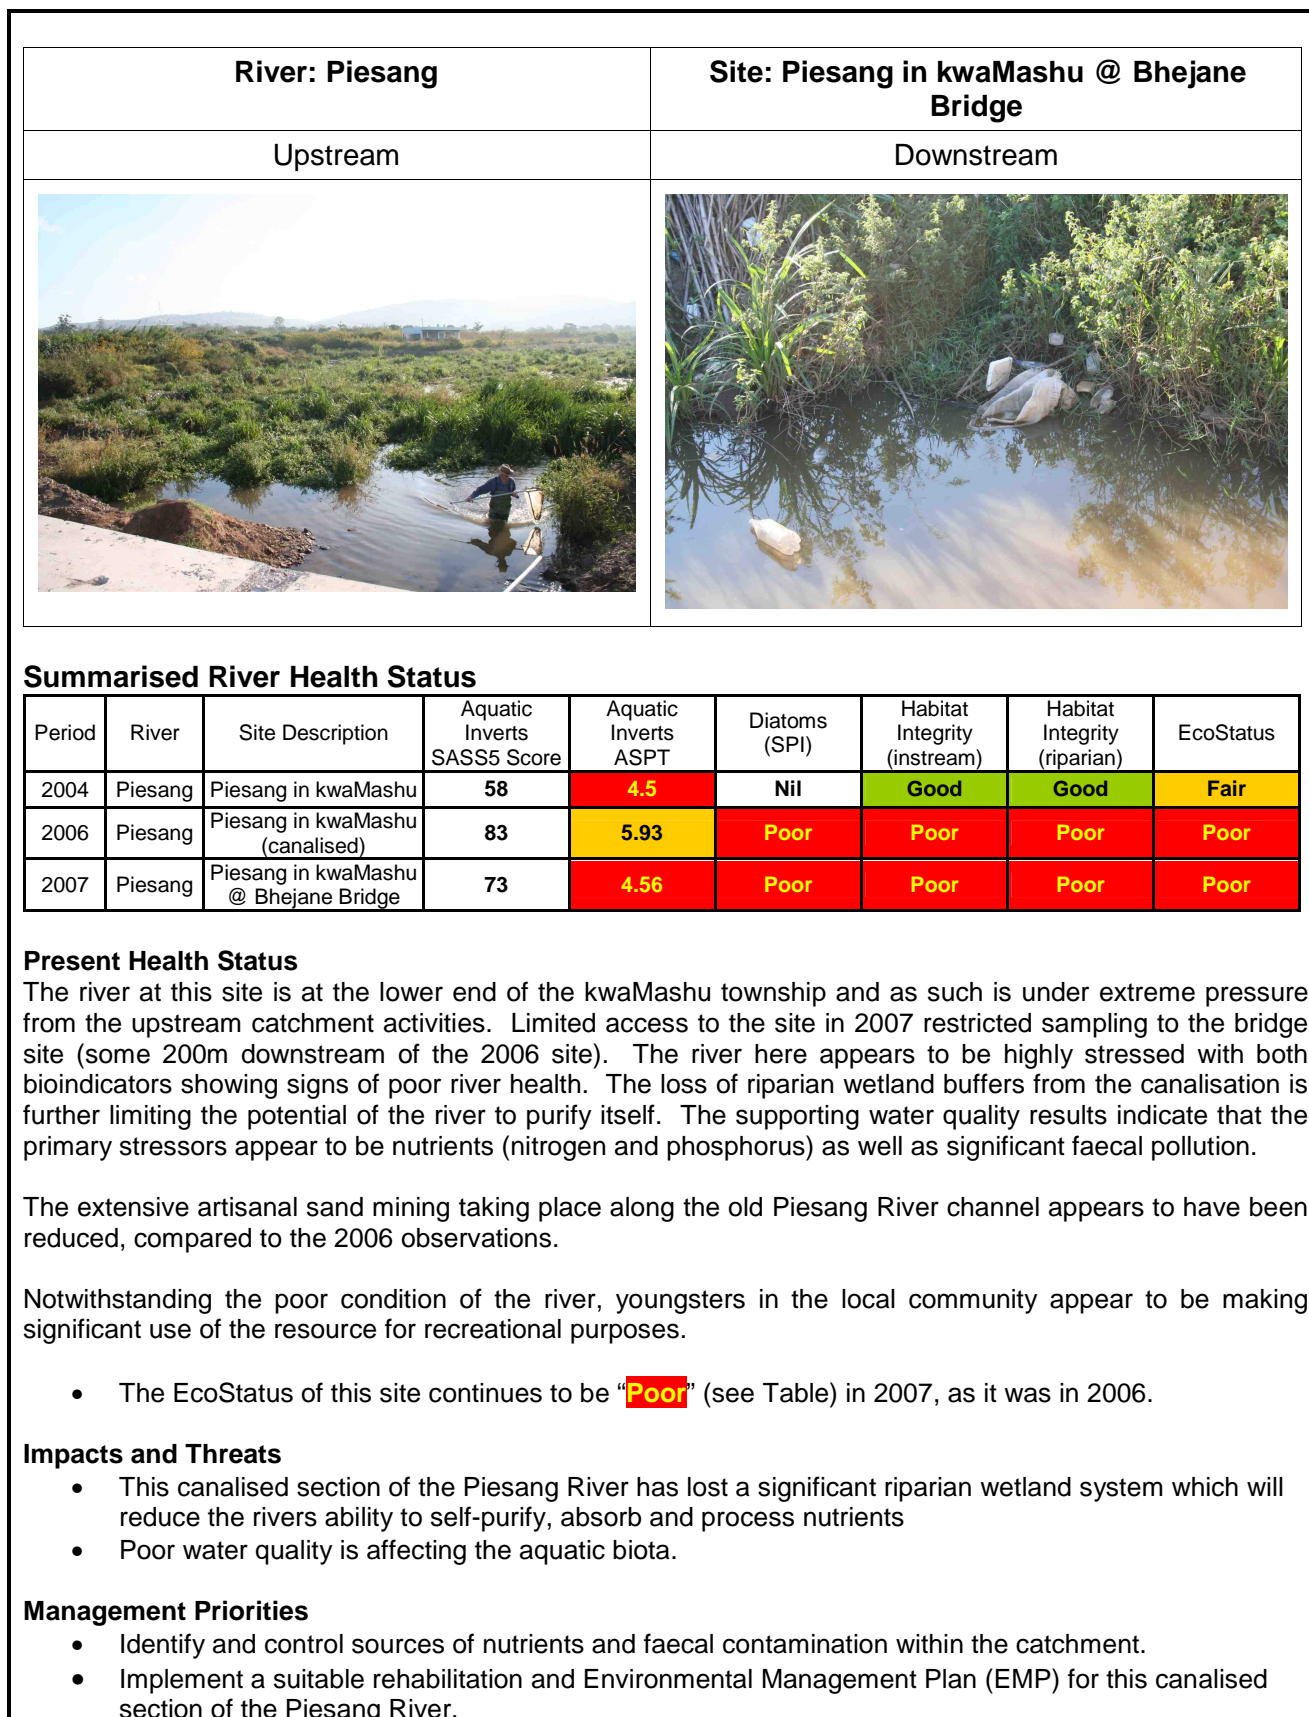 River: Piesang
Site: Piesang in kwaMashu @ Bhejane
Bridge
Upstream
Downstream
Summarised River Health Status
Period River Site Description Aquatic Inverts SASS5 Score Aquatic Inverts ASPT Diatoms (SPI) Habitat Integrity (instream) Habitat Integrity (riparian) EcoStatus
2004 Piesang Piesang in kwaMashu 58 4.5 Nil Good Good Fair
2006 Piesang Piesang in kwaMashu (canalised) 83 5.93 Poor Poor Poor Poor
2007 Piesang Piesang in kwaMashu @ Bhejane Bridge 73 4.56 Poor Poor Poor Poor
Present Health Status
The river at this site is at the lower end of the kwaMashu township and as such is under extreme pressure
from the upstream catchment activities. Limited access to the site in 2007 restricted sampling to the bridge
site (some 200m downstream of the 2006 site). The river here appears to be highly stressed with both
bioindicators showing signs of poor river health. The loss of riparian wetland buffers from the canalisation is
further limiting the potential of the river to purify itself. The supporting water quality results indicate that the
primary stressors appear to be nutrients (nitrogen and phosphorus) as well as significant faecal pollution.
The extensive artisanal sand mining taking place along the old Piesang River channel appears to have been
reduced, compared to the 2006 observations.
Notwithstanding the poor condition of the river, youngsters in the local community appear to be making
significant use of the resource for recreational purposes.
• The EcoStatus of this site continues to be “Poor” (see Table) in 2007, as it was in 2006.
Impacts and Threats
• This canalised section of the Piesang River has lost a significant riparian wetland system which will
reduce the rivers ability to self-purify, absorb and process nutrients
• Poor water quality is affecting the aquatic biota.
Management Priorities
• Identify and control sources of nutrients and faecal contamination within the catchment.
• Implement a suitable rehabilitation and Environmental Management Plan (EMP) for this canalised
section of the Piesang River.